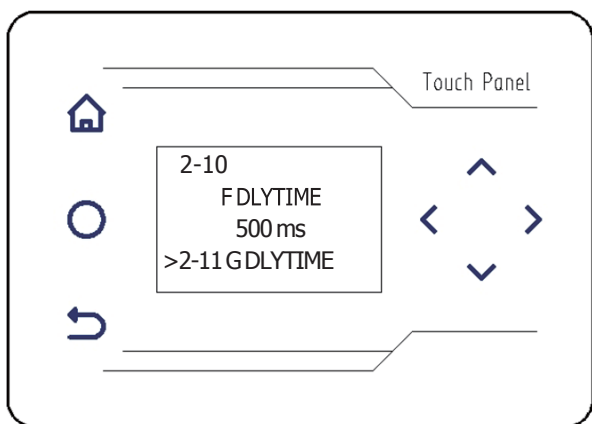 Touch Panel
2-10
F DLYTIME
500 ms
>2-11 G DLYTIME